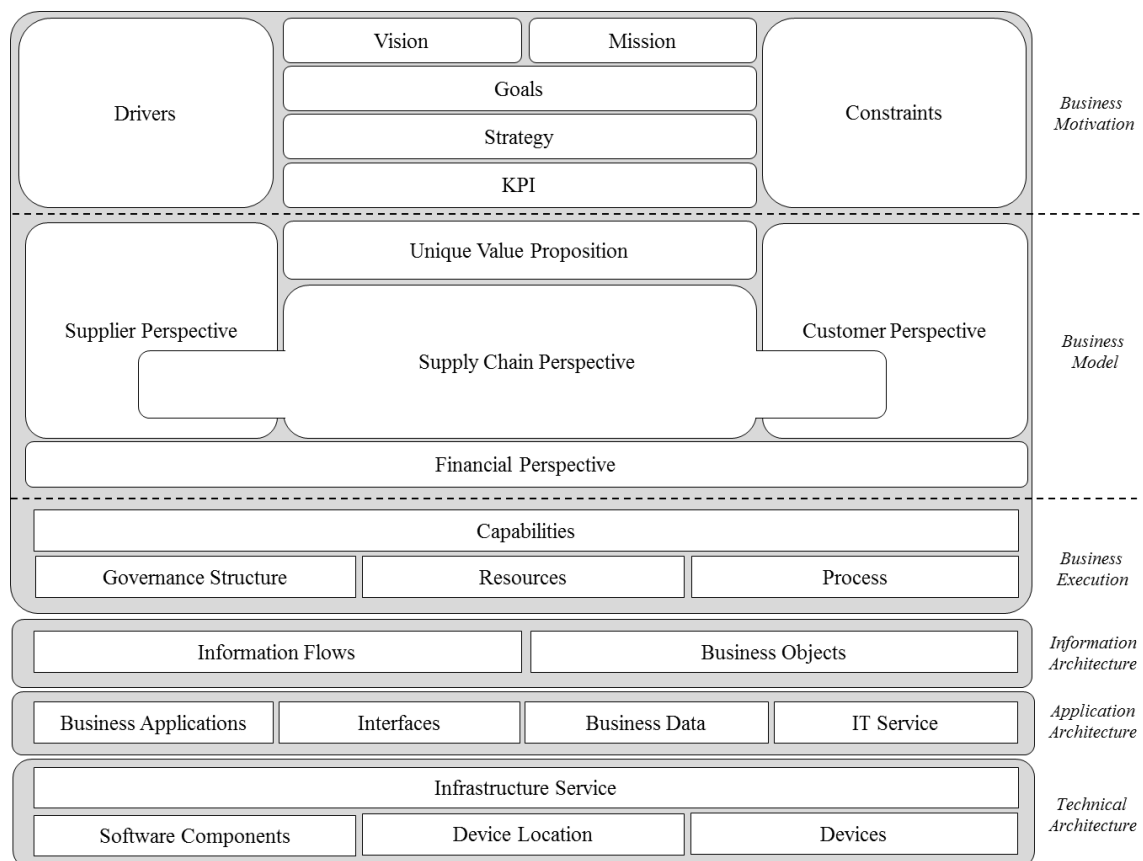 Vision
Mission
Drivers
Goals
Constraints
Strategy
KPI
Business
Motivation
Unique Value Proposition
Supplier Perspective
Supply Chain Perspective
Customer Perspective
Financial Perspective
Business
Model
Capabilities
Governance Structure
Resources
Process
Business
Execution
Information Flows
Business Objects
Information
Architecture
Business Applications
Interfaces
Business Data
IT Service
Application
Architecture
Infrastructure Service
Software Components
Device Location
Devices
Technical
Architecture